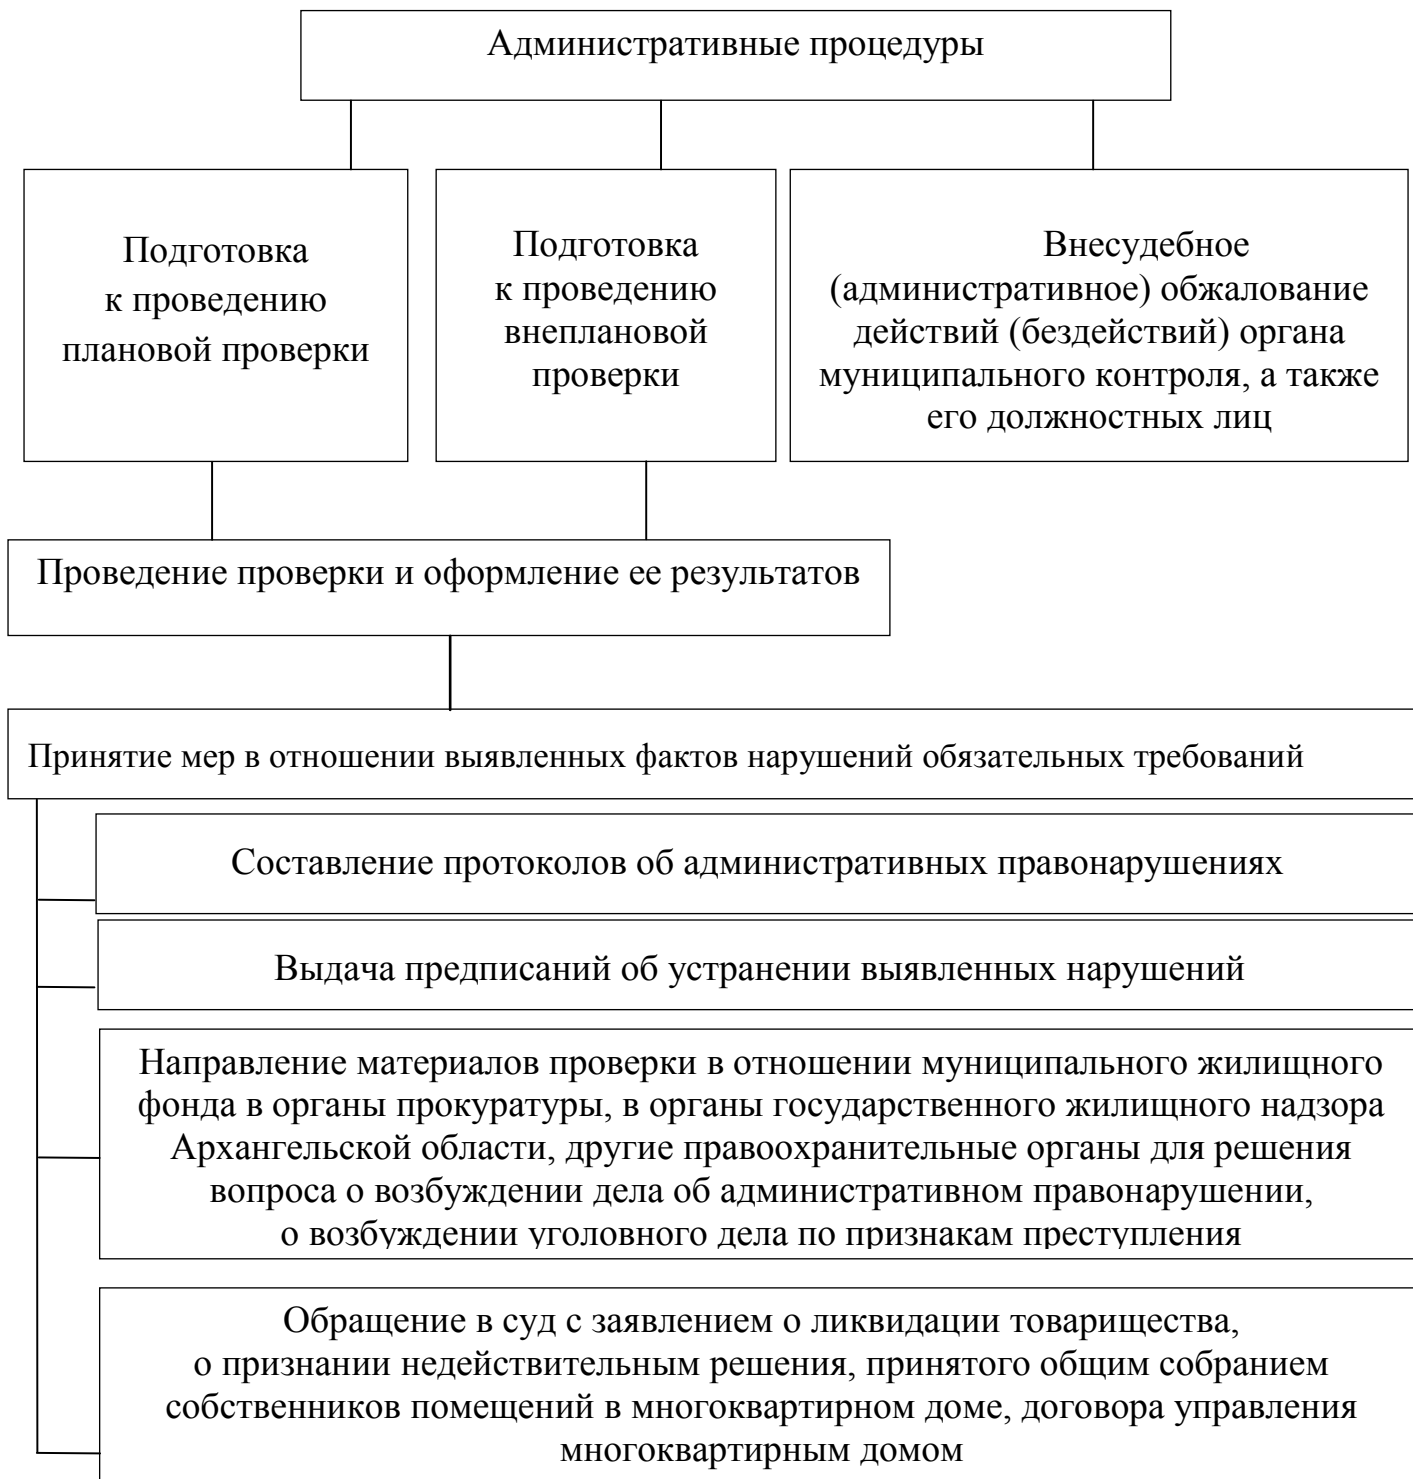 Административные процедуры
Подготовка
к проведению
плановой проверки
Подготовка
к проведению
внеплановой
проверки
Внесудебное
(административное) обжалование
действий (бездействий) органа
муниципального контроля, а также
его должностных лиц
Проведение проверки и оформление ее результатов
Принятие мер в отношении выявленных фактов нарушений обязательных требований
Составление протоколов об административных правонарушениях
Выдача предписаний об устранении выявленных нарушений
Направление материалов проверки в отношении муниципального жилищного
фонда в органы прокуратуры, в органы государственного жилищного надзора
Архангельской области, другие правоохранительные органы для решения
вопроса о возбуждении дела об административном правонарушении,
о возбуждении уголовного дела по признакам преступления
Обращение в суд с заявлением о ликвидации товарищества,
о признании недействительным решения, принятого общим собранием
собственников помещений в многоквартирном доме, договора управления
многоквартирным домом